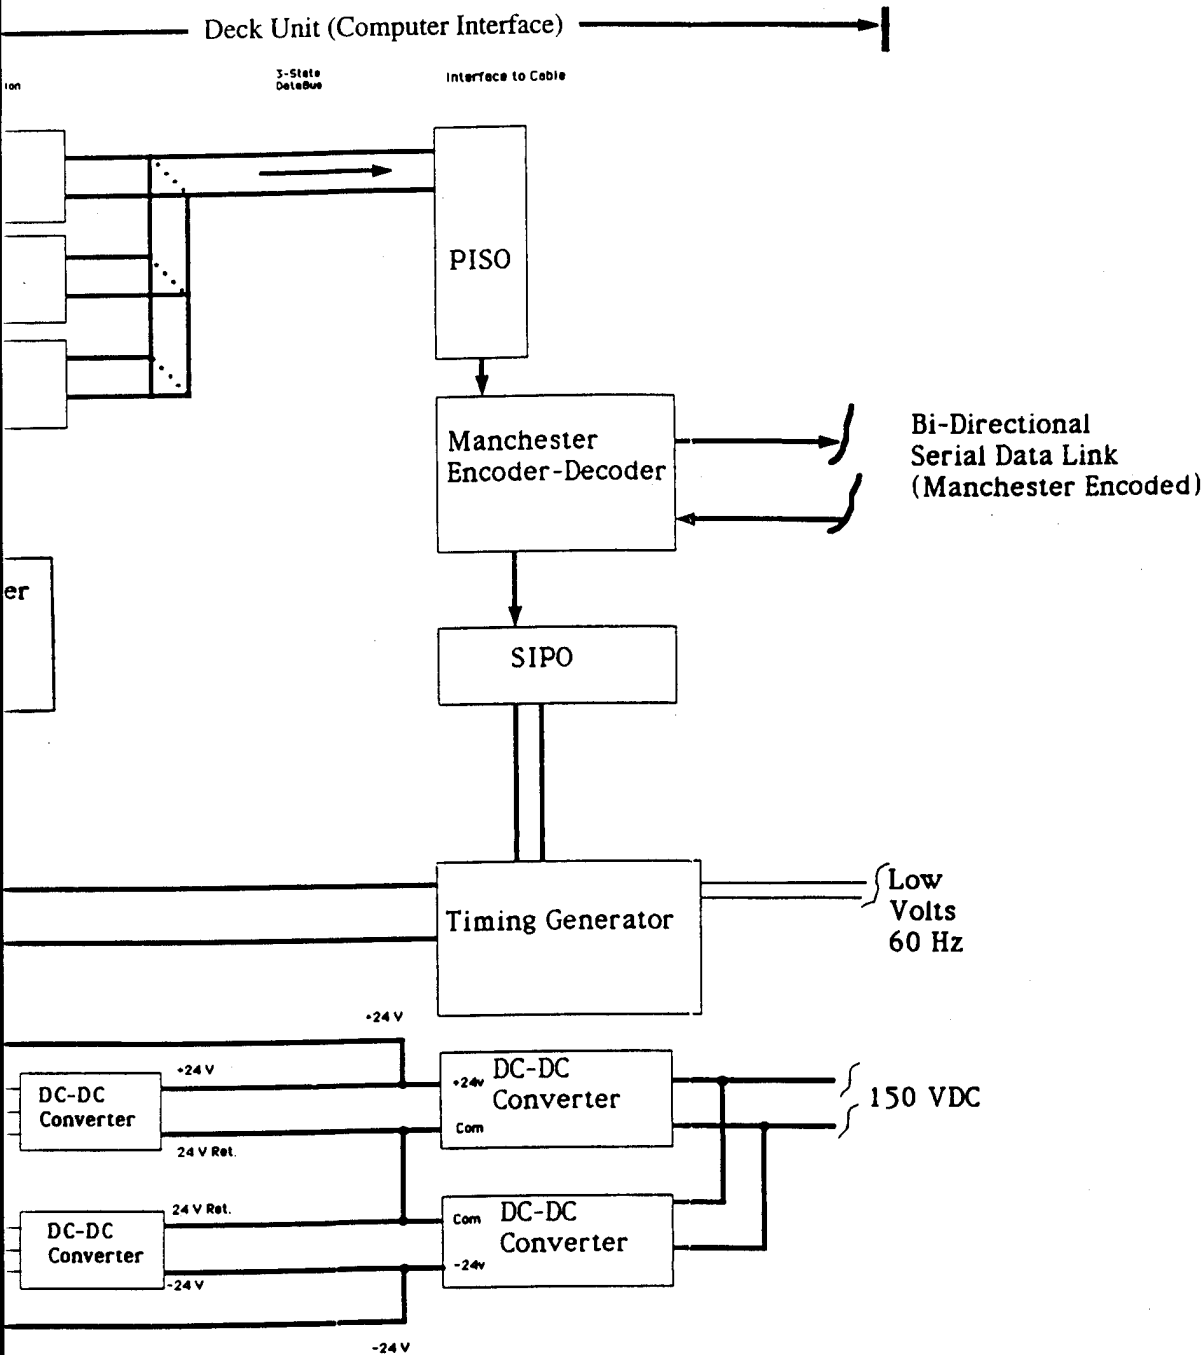 Deck Unit (Computer Interface)
ion
3-State
DataBus
Interface to Cable
PISO
Manchester
Encoder-Decoder
Bi-Directional
Serial Data Link
(Manchester Encoded)
er
SIPO
Timing Generator
Low
Volts
60 Hz
+24 V
+24 V
DC-DC
Converter
24 V Ret.
+24v
Com
DC-DC
Converter
150 VDC
24 V Ret.
DC-DC
Converter
-24 V
Com
-24v
DC-DC
Converter
-24 V